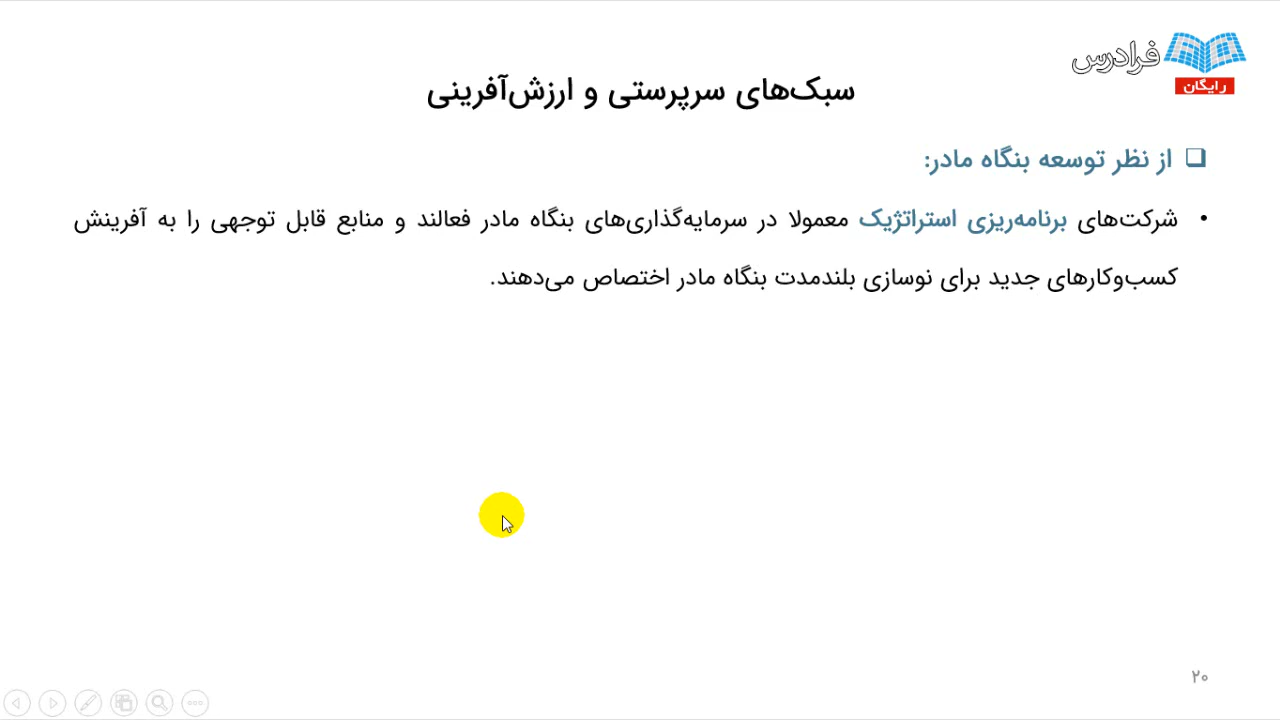 فرادرس
رایگان
سبک‌های سرپرستی و ارزش‌آفرینی
❑ از نظر توسعه بنگاه مادر:
• شرکت‌های برنامه‌ریزی استراتژیک معمولا در سرمایه‌گذاری‌های بنگاه مادر فعالند و منابع قابل توجهی را به آفرینش
کسب‌وکارهای جدید برای نوسازی بلندمدت بنگاه مادر اختصاص می‌دهند.
۲۰